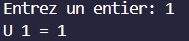 Entrez un entier: 1
U 1 = 1